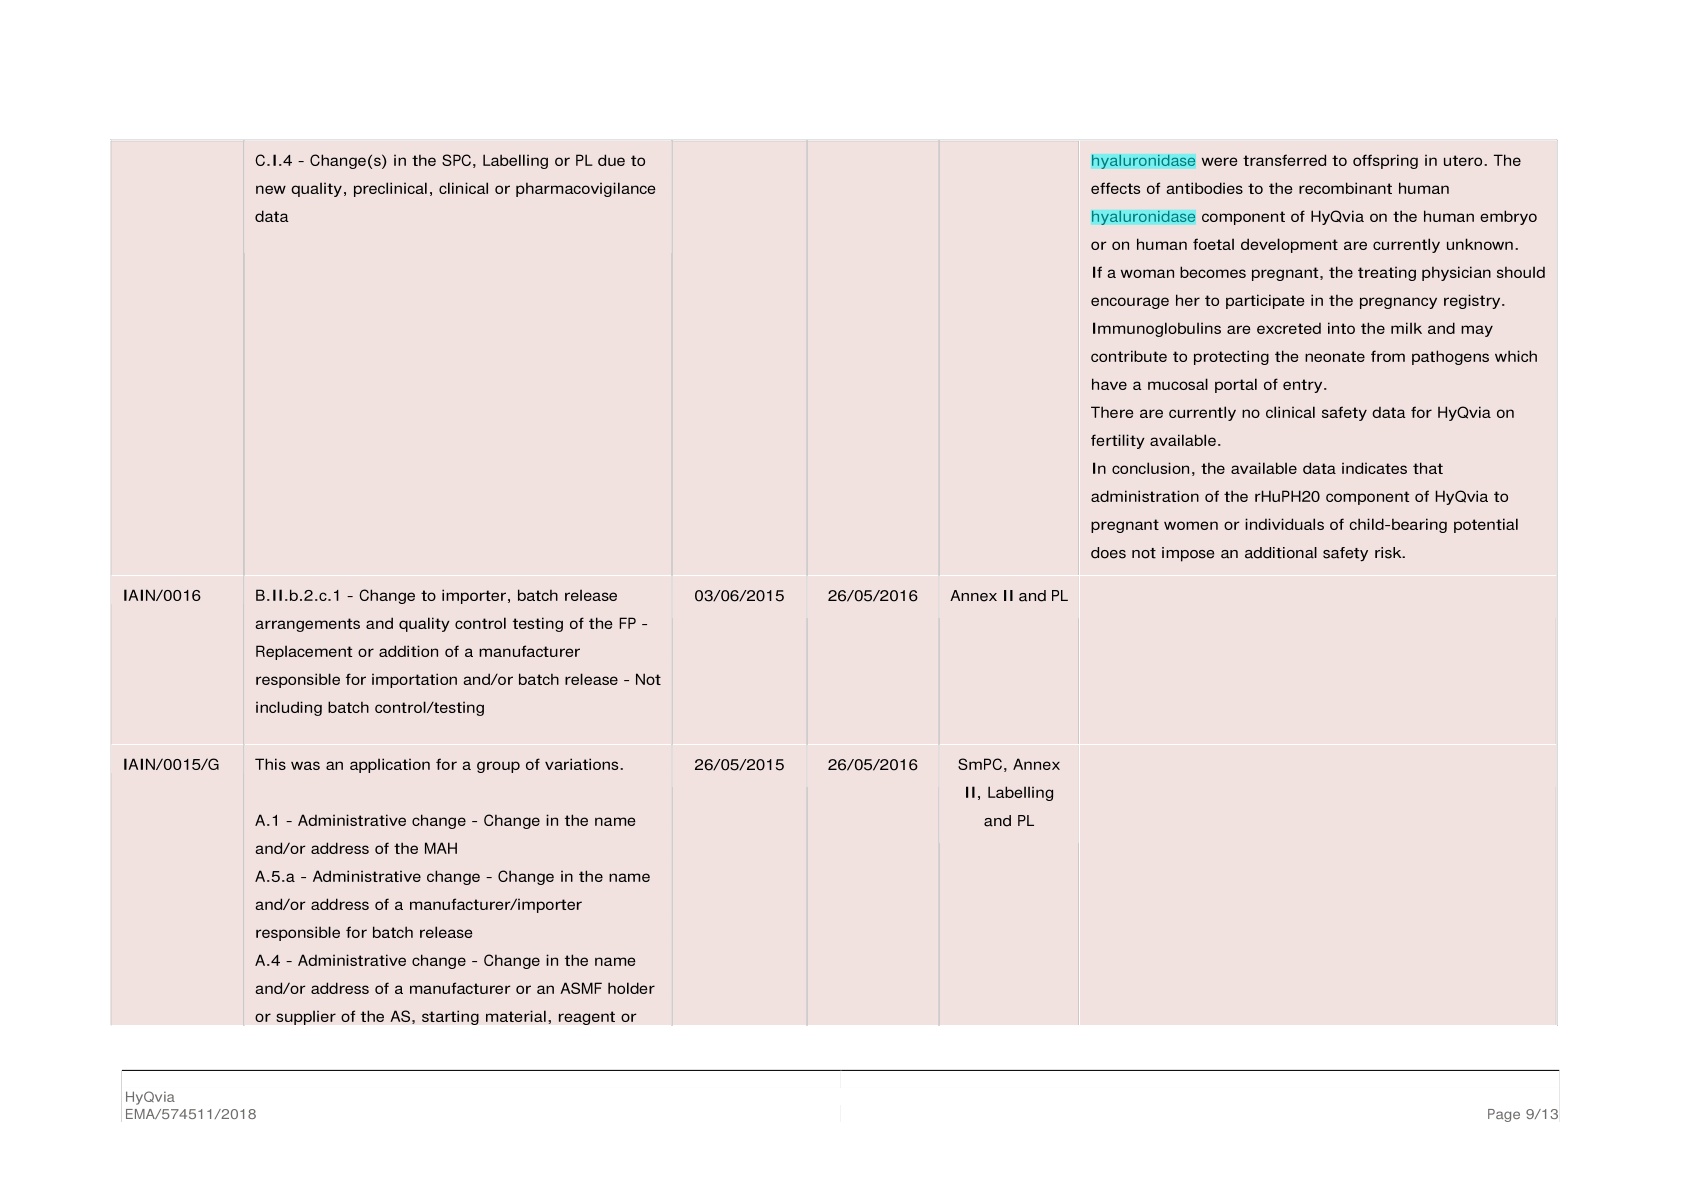 C.I.4 - Change(s) in the SPC, Labelling or PL due to
new quality, preclinical, clinical or pharmacovigilance
data
hyaluronidase were transferred to offspring in utero. The
effects of antibodies to the recombinant human
hyaluronidase component of HyQvia on the human embryo
or on human foetal development are currently unknown.
If a woman becomes pregnant, the treating physician should
encourage her to participate in the pregnancy registry.
Immunoglobulins are excreted into the milk and may
contribute to protecting the neonate from pathogens which
have a mucosal portal of entry.
There are currently no clinical safety data for HyQvia on
fertility available.
In conclusion, the available data indicates that
administration of the rHuPH20 component of HyQvia to
pregnant women or individuals of child-bearing potential
does not impose an additional safety risk.
IAIN/0016
B.II.b.2.c.1 - Change to importer, batch release
arrangements and quality control testing of the FP -
Replacement or addition of a manufacturer
responsible for importation and/or batch release - Not
including batch control/testing
03/06/2015
26/05/2016
Annex II and PL
IAIN/0015/G
This was an application for a group of variations.
A.1 - Administrative change - Change in the name
and/or address of the MAH
A.5.a - Administrative change - Change in the name
and/or address of a manufacturer/importer
responsible for batch release
A.4 - Administrative change - Change in the name
and/or address of a manufacturer or an ASMF holder
or supplier of the AS, starting material, reagent or
26/05/2015
26/05/2016
SmPC, Annex
II, Labelling
and PL
HyQvia
EMA/574511/2018
Page 9/13